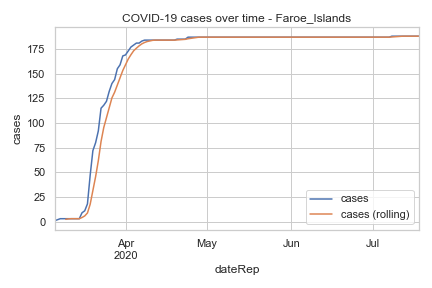 COVID-19 cases over time - Faroe_Islands
cases
175
150
125
100
75
50
25
0
Apr
2020
May
Jun
Jul
dateRep
cases
cases (rolling)